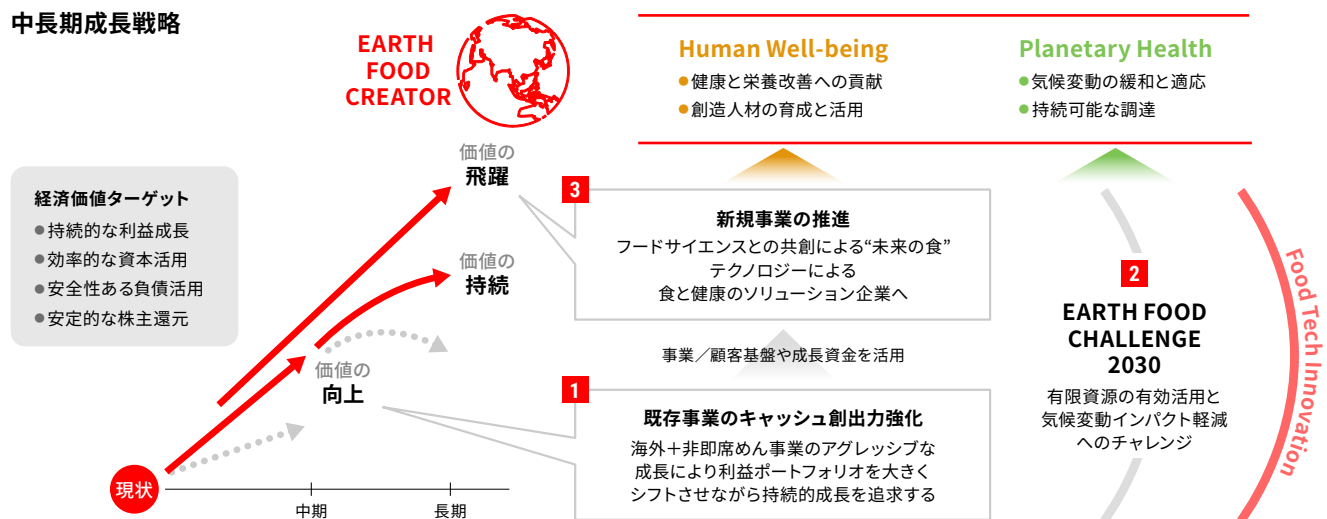 中長期成長戦略
EARTH
FOOD
CREATOR
Human Well-being
●健康と栄養改善への貢献
●創造人材の育成と活用
Planetary Health
●気候変動の緩和と適応
●持続可能な調達
経済価値ターゲット
●持続的な利益成長
●効率的な資本活用
●安全性ある負債活用
●安定的な株主還元
価値の
飛躍
価値の
持続
価値の
向上
現状
中期
長期
3
新規事業の推進
フードサイエンスとの共創による“未来の食”
テクノロジーによる
食と健康のソリューション企業へ
事業／顧客基盤や成長資金を活用
1
既存事業のキャッシュ創出力強化
海外＋非即席めん事業のアグレッシブな
成長により利益ポートフォリオを大きく
シフトさせながら持続的成長を追求する
2
EARTH FOOD
CHALLENGE
2030
有限資源の有効活用と
気候変動インパクト軽減
へのチャレンジ
Food Tech Innovation